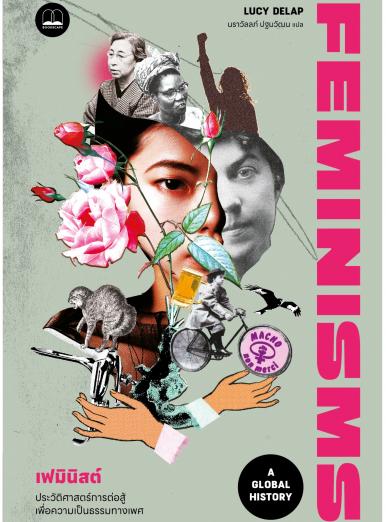 BOOKSCAPE
LUCY DELAP
นราวัลลภ์ ปฐมวัฒน แปล
FEMINISMS
MACHO
non merci
เฟมินิสต์
ประวัติศาสตร์การต่อสู้
เพื่อความเป็นธรรมทางเพศ
A
GLOBAL
HISTORY